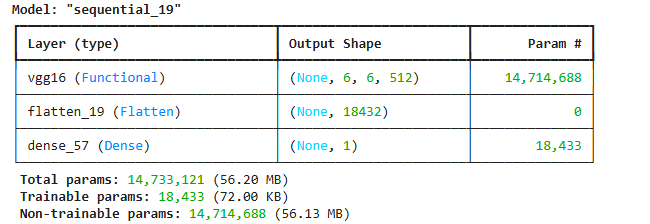 Model: "sequential_19"
Layer (type) Output Shape Param #
vgg16 (Functional) (None, 6, 6, 512) 14,714,688
flatten_19 (Flatten) (None, 18432) 0
dense_57 (Dense) (None, 1) 18,433
Total params: 14,733,121 (56.20 MB)
Trainable params: 18,433 (72.00 KB)
Non-trainable params: 14,714,688 (56.13 MB)